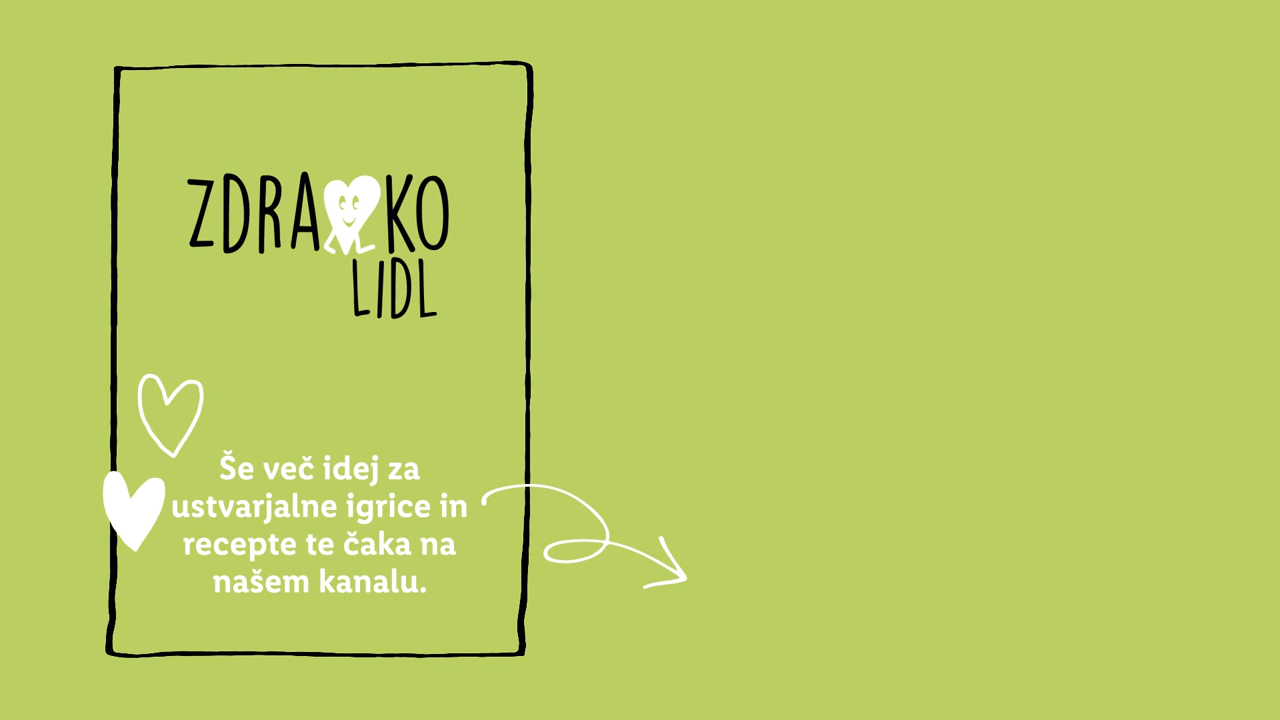 ZDRAVKO
LIDL
Še več idej za
ustvarjalne igrice in
recepte te čaka na
našem kanalu.